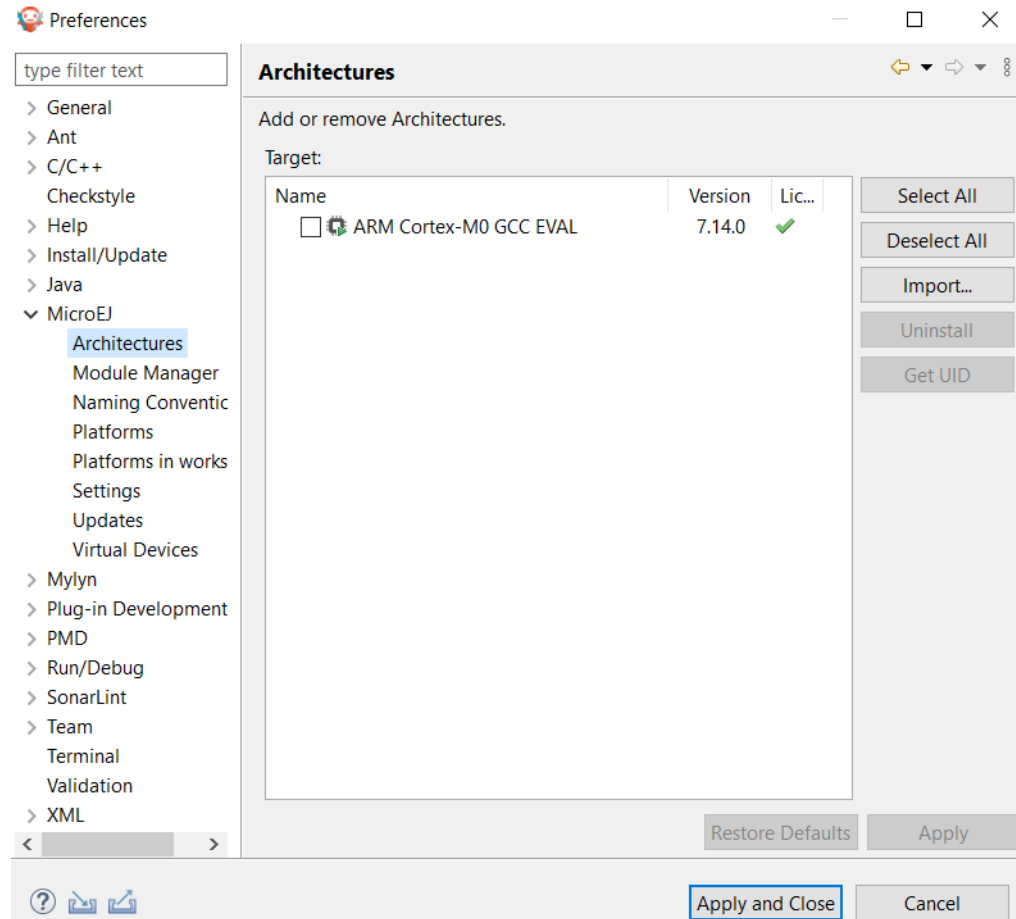 Preferences
type filter text
General
Ant
C/C++
Checkstyle
Help
Install/Update
Java
MicroEJ
Architectures
Module Manager
Naming Conventic
Platforms
Platforms in works
Settings
Updates
Virtual Devices
Mylyn
Plug-in Development
PMD
Run/Debug
SonarLint
Team
Terminal
Validation
XML
Architectures
Add or remove Architectures.
Target:
Name Version Lic...
ARM Cortex-M0 GCC EVAL 7.14.0
Select All
Deselect All
Import...
Uninstall
Get UID
Restore Defaults Apply
Apply and Close Cancel